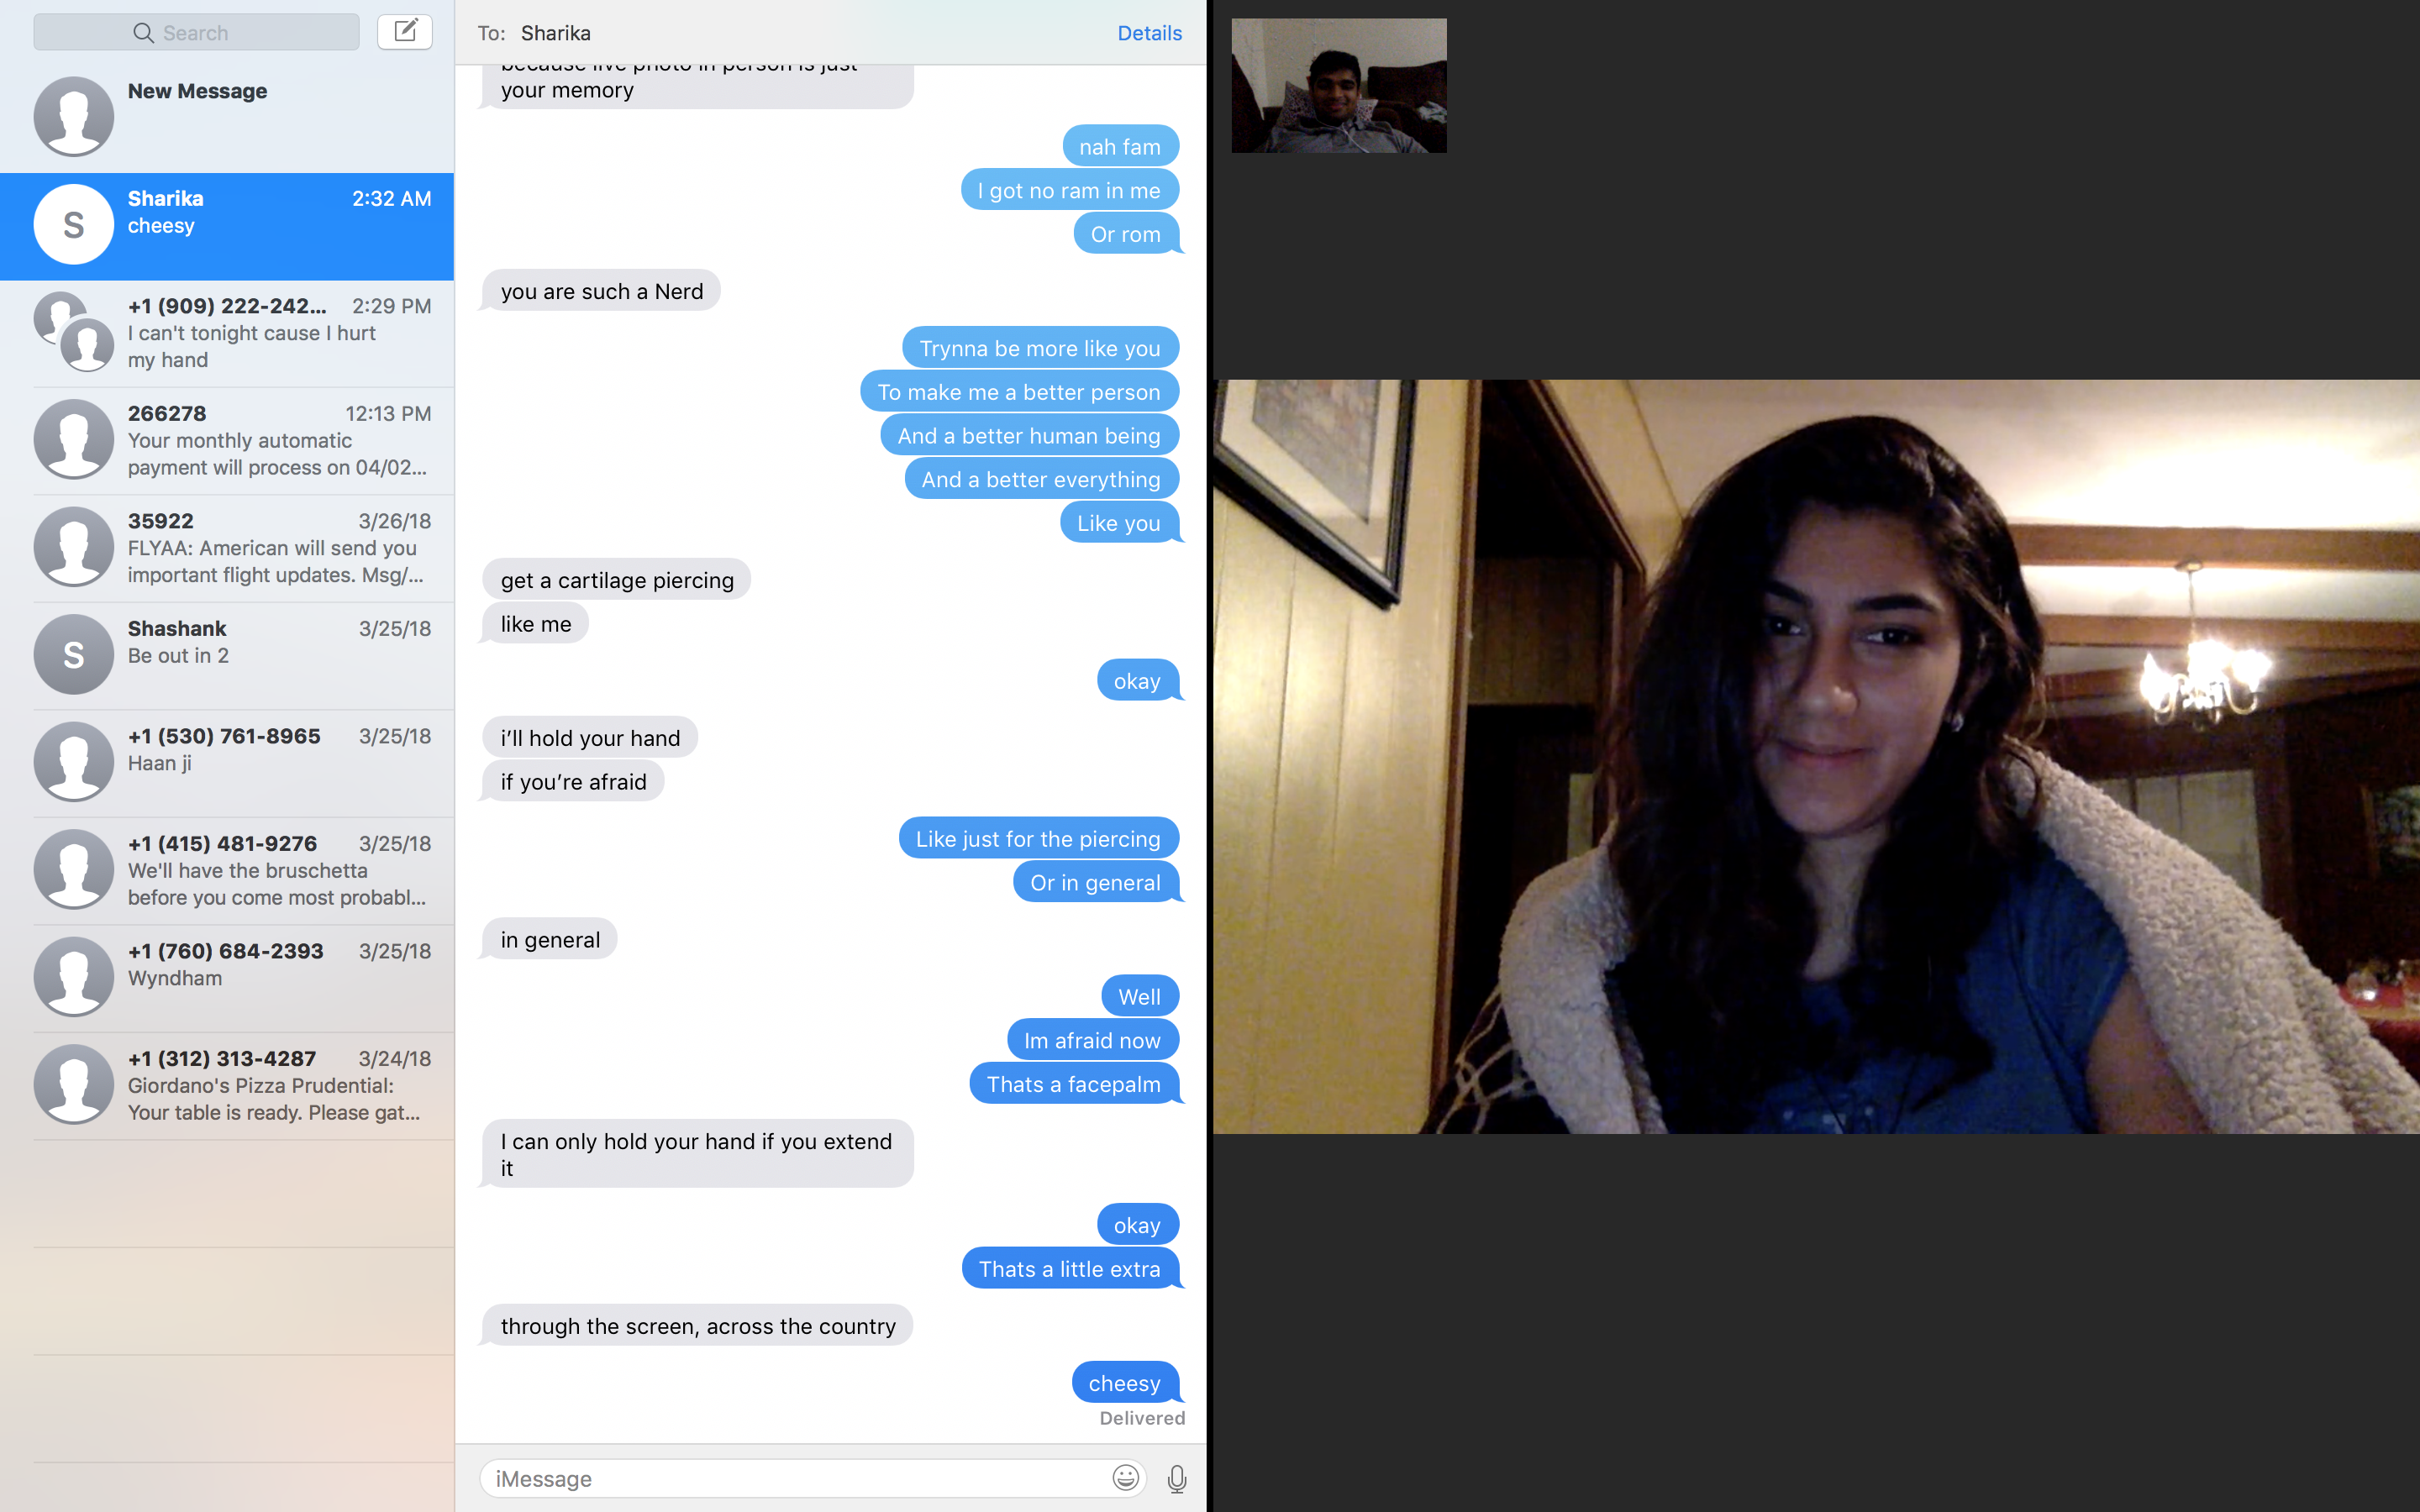 Search
New Message
Sharika 2:32 AM
cheesy
+1 (909) 222-242... 2:29 PM
I can't tonight cause I hurt
my hand
266278 12:13 PM
Your monthly automatic
payment will process on 04/02...
35922 3/26/18
FLYAA: American will send you
important flight updates. Msg/...
Shashank 3/25/18
Be out in 2
+1 (530) 761-8965 3/25/18
Haan ji
+1 (415) 481-9276 3/25/18
We'll have the bruschetta
before you come most probabl...
+1 (760) 684-2393 3/25/18
Wyndham
+1 (312) 313-4287 3/24/18
Giordano's Pizza Prudential:
Your table is ready. Please gat...
S
S
To: Sharika Details
because live photo in person is just
your memory
nah fam
I got no ram in me
Or rom
you are such a Nerd
Trynna be more like you
To make me a better person
And a better human being
And a better everything
Like you
get a cartilage piercing
like me
okay
i’ll hold your hand
if you’re afraid
Like just for the piercing
Or in general
in general
Well
Im afraid now
Thats a facepalm
I can only hold your hand if you extend
it
okay
Thats a little extra
through the screen, across the country
cheesy
Delivered
iMessage